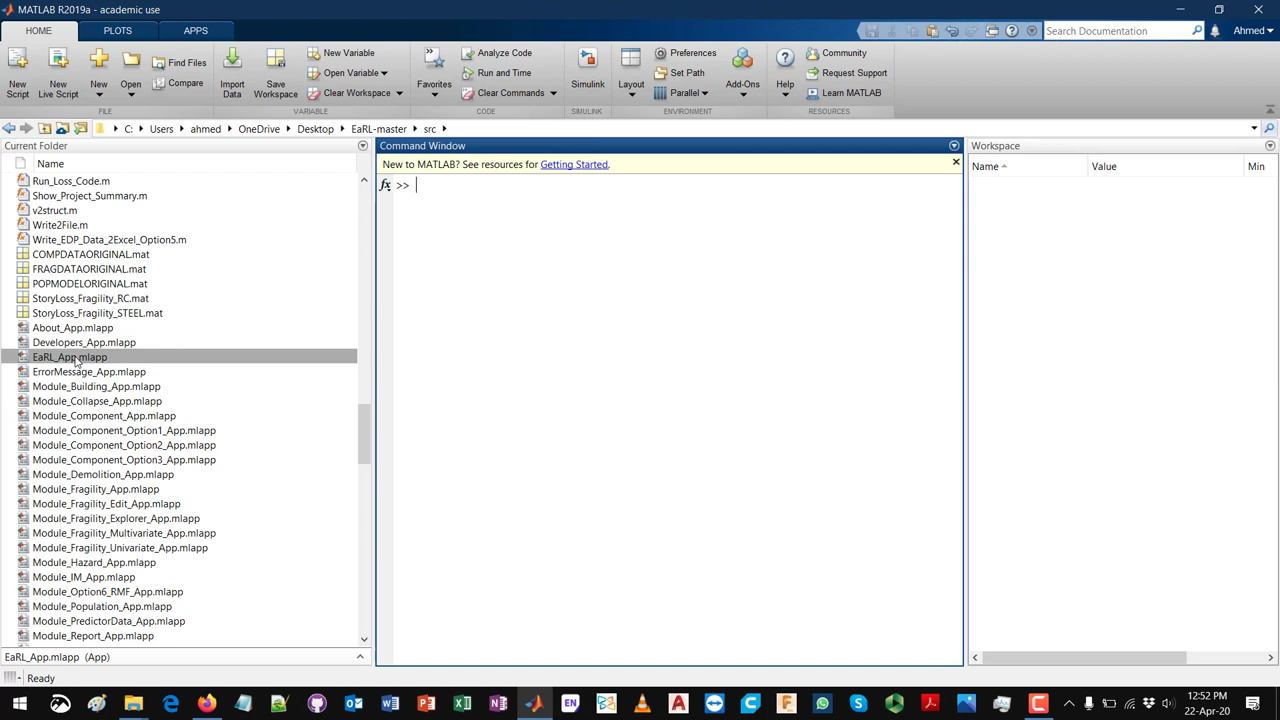 MATLAB R2019a - academic use
HOME PLOTS APPS Search Documentation Ahmed
New Script
New Live Script
New
Open
Find Files
Compare
FILE
Import Data
Save Workspace
New Variable
Open Variable
Clear Workspace
VARIABLE
Favorites
Analyze Code
Run and Time
Clear Commands
CODE
Simulink
SIMULINK
Layout
Preferences
Set Path
Parallel
Add-Ons
ENVIRONMENT
Help
Community
Request Support
Learn MATLAB
RESOURCES
C: Users ahmed OneDrive Desktop EaRL-master src
Current Folder
Name
Run_Loss_Code.m
Show_Project_Summary.m
v2struct.m
Write2File.m
Write_EDP_Data_2Excel_Option5.m
COMPDATAORIGINAL.mat
FRAGDATAORIGINAL.mat
POPMODELORIGINAL.mat
StoryLoss_Fragility_RC.mat
StoryLoss_Fragility_STEEL.mat
About_App.mlapp
Developers_App.mlapp
EaRL_App.mlapp
ErrorMessage_App.mlapp
Module_Building_App.mlapp
Module_Collapse_App.mlapp
Module_Component_App.mlapp
Module_Component_Option1_App.mlapp
Module_Component_Option2_App.mlapp
Module_Component_Option3_App.mlapp
Module_Demolition_App.mlapp
Module_Fragility_App.mlapp
Module_Fragility_Edit_App.mlapp
Module_Fragility_Explorer_App.mlapp
Module_Fragility_Multivariate_App.mlapp
Module_Fragility_Univariate_App.mlapp
Module_Hazard_App.mlapp
Module_IM_App.mlapp
Module_Option6_RMF_App.mlapp
Module_Population_App.mlapp
Module_PredictorData_App.mlapp
Module_Report_App.mlapp
EaRL_App.mlapp (App)
Ready
Command Window
New to MATLAB? See resources for Getting Started.
fx >>
Workspace
Name Value Min
EN
12:52 PM
22-Apr-20